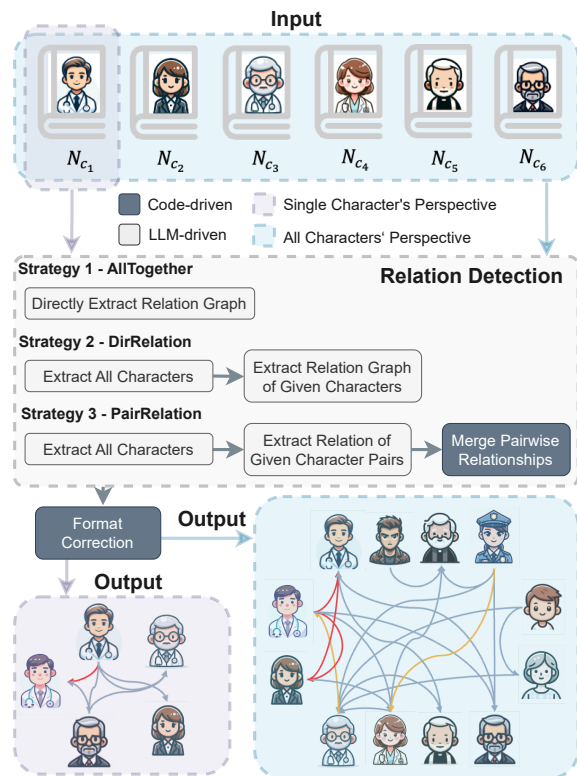 Input
N_{c_1} N_{c_2} N_{c_3} N_{c_4} N_{c_5} N_{c_6}
Code-driven
Single Character's Perspective
LLM-driven
All Characters' Perspective
Relation Detection
Strategy 1 - AllTogether
Directly Extract Relation Graph
Strategy 2 - DirRelation
Extract All Characters
Extract Relation Graph
of Given Characters
Strategy 3 - PairRelation
Extract All Characters
Extract Relation of
Given Character Pairs
Merge Pairwise
Relationships
Format
Correction
Output
Output